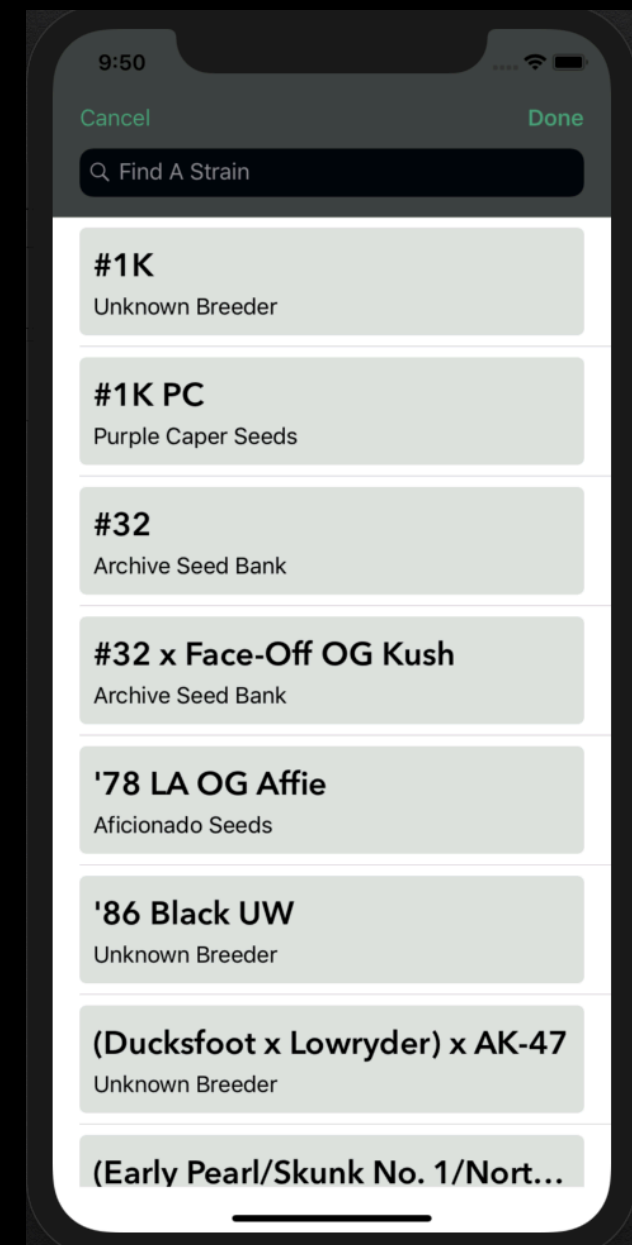 9:50
Cancel Done
Find A Strain
#1K
Unknown Breeder
#1K PC
Purple Caper Seeds
#32
Archive Seed Bank
#32 x Face-Off OG Kush
Archive Seed Bank
'78 LA OG Affie
Aficionado Seeds
'86 Black UW
Unknown Breeder
(Ducksfoot x Lowryder) x AK-47
Unknown Breeder
(Early Pearl/Skunk No. 1/Nort...